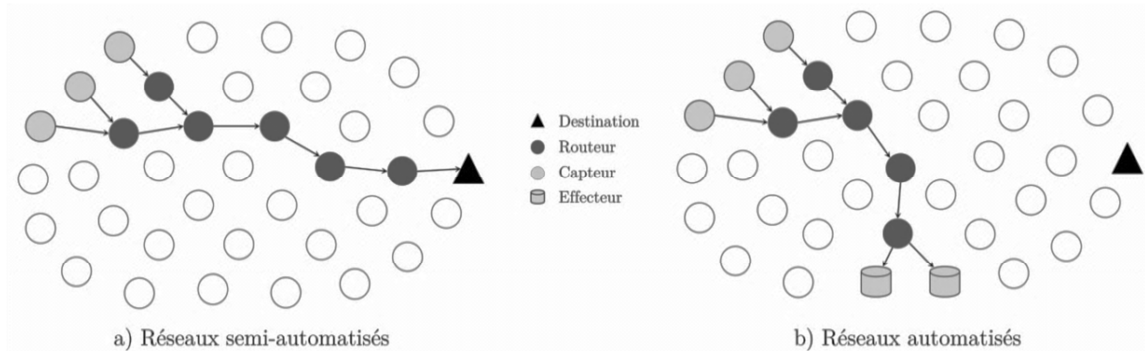 Destination
Routeur
Capteur
Effecteur
a) Réseaux semi-automatisés
b) Réseaux automatisés